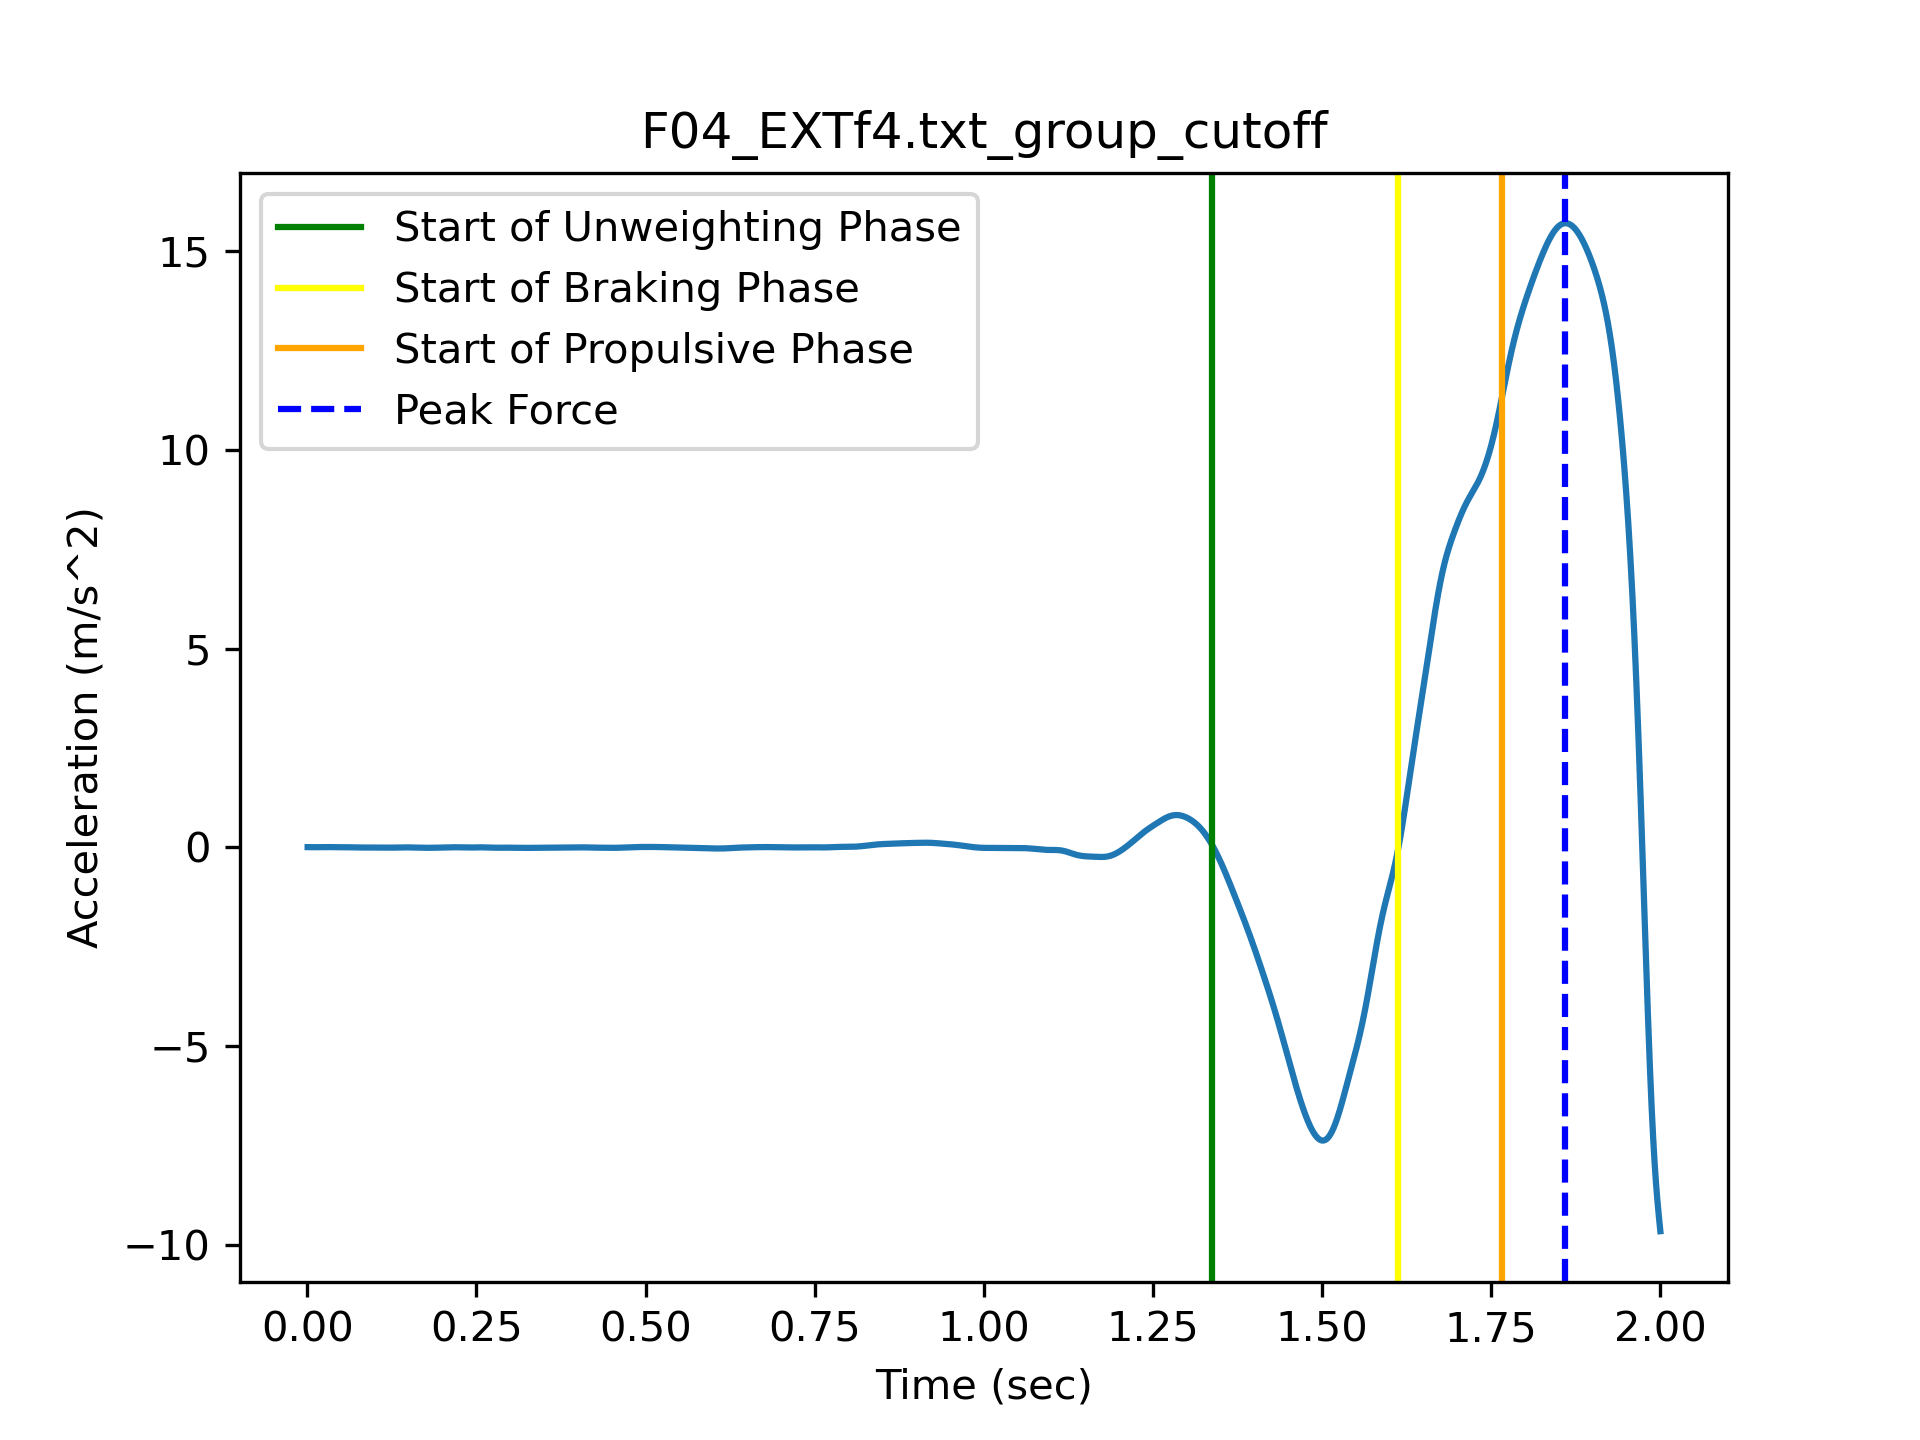 F04_EXTf4.txt_group_cutoff
Start of Unweighting Phase
Start of Braking Phase
Start of Propulsive Phase
Peak Force
15
10
5
0
−5
−10
Acceleration (m/s^2)
0.00 0.25 0.50 0.75 1.00 1.25 1.50 1.75 2.00
Time (sec)